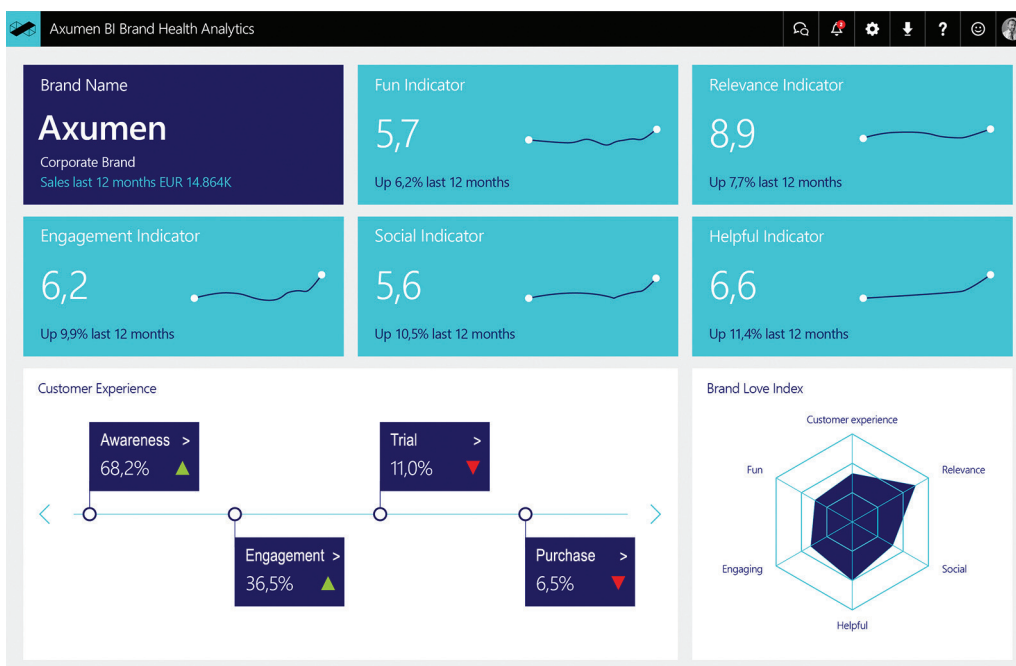 Axumen BI Brand Health Analytics
2
?
Brand Name
Axumen
Corporate Brand
Sales last 12 months EUR 14.864K
Fun Indicator
5,7
Up 6,2% last 12 months
Relevance Indicator
8,9
Up 7,7% last 12 months
Engagement Indicator
6,2
Up 9,9% last 12 months
Social Indicator
5,6
Up 10,5% last 12 months
Helpful Indicator
6,6
Up 11,4% last 12 months
Customer Experience
Awareness >
68,2%
Engagement >
36,5%
Trial >
11,0%
Purchase >
6,5%
Brand Love Index
Customer experience
Fun
Relevance
Engaging
Social
Helpful